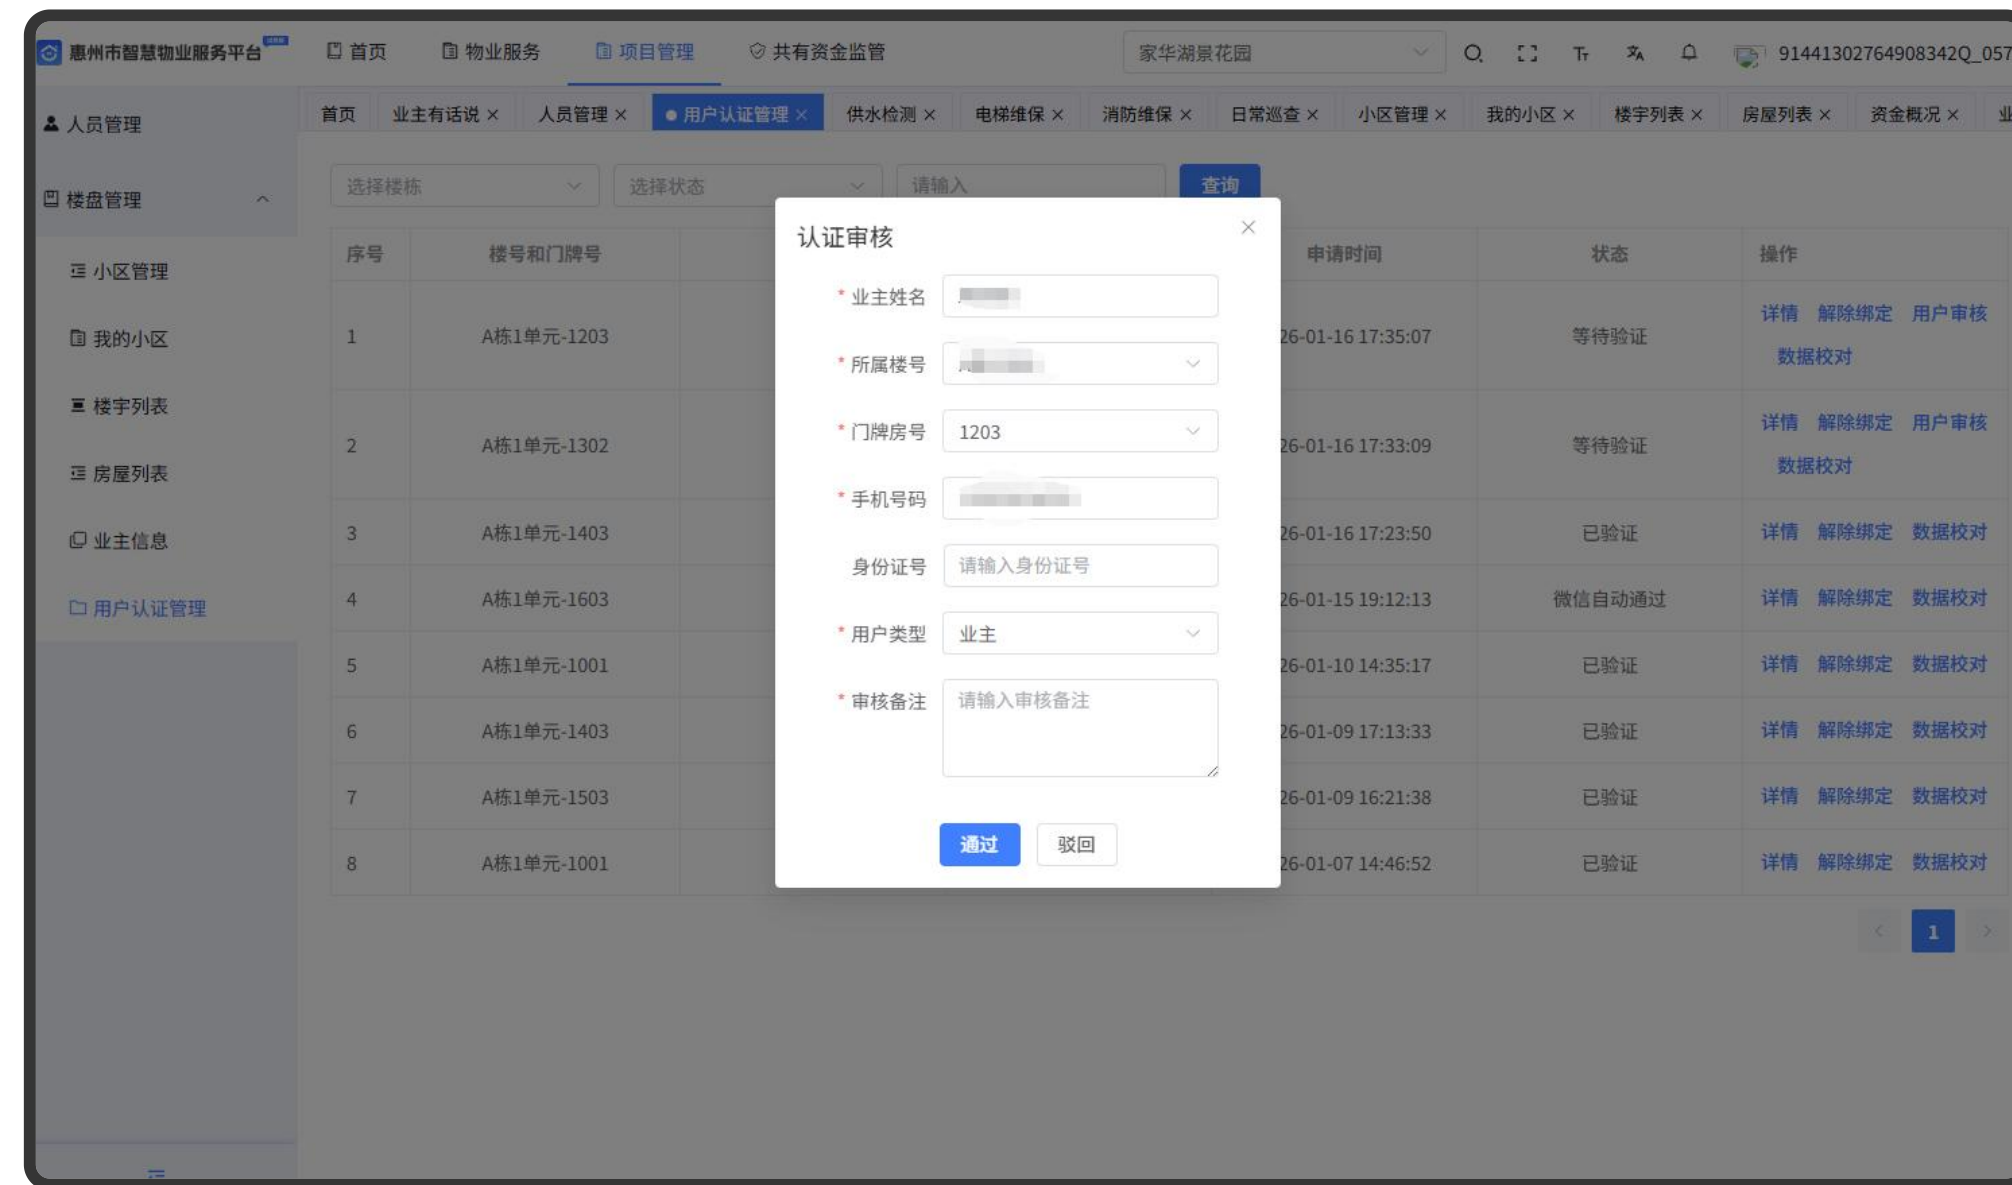 惠州市智慧物业服务平台
首页 物业服务 项目管理 共有资金监管 家华湖景花园 91441302764908342Q_057
人员管理
楼盘管理
小区管理
我的小区
楼宇列表
房屋列表
业主信息
用户认证管理
首页 业主有话说 × 人员管理 × 用户认证管理 × 供水检测 × 电梯维保 × 消防维保 × 日常巡查 × 小区管理 × 我的小区 × 楼宇列表 × 房屋列表 × 资金概况 × 业
选择楼栋 选择状态 请输入 查询
序号 楼号和门牌号 申请时间 状态 操作
1 A栋1单元-1203 26-01-16 17:35:07 等待验证 详情 解除绑定 用户审核
数据校对
2 A栋1单元-1302 26-01-16 17:33:09 等待验证 详情 解除绑定 用户审核
数据校对
3 A栋1单元-1403 26-01-16 17:23:50 已验证 详情 解除绑定 数据校对
4 A栋1单元-1603 26-01-15 19:12:13 微信自动通过 详情 解除绑定 数据校对
5 A栋1单元-1001 26-01-10 14:35:17 已验证 详情 解除绑定 数据校对
6 A栋1单元-1403 26-01-09 17:13:33 已验证 详情 解除绑定 数据校对
7 A栋1单元-1503 26-01-09 16:21:38 已验证 详情 解除绑定 数据校对
8 A栋1单元-1001 26-01-07 14:46:52 已验证 详情 解除绑定 数据校对
1
认证审核
* 业主姓名
* 所属楼号
* 门牌房号 1203
* 手机号码
身份证号 请输入身份证号
* 用户类型 业主
* 审核备注 请输入审核备注
通过 驳回